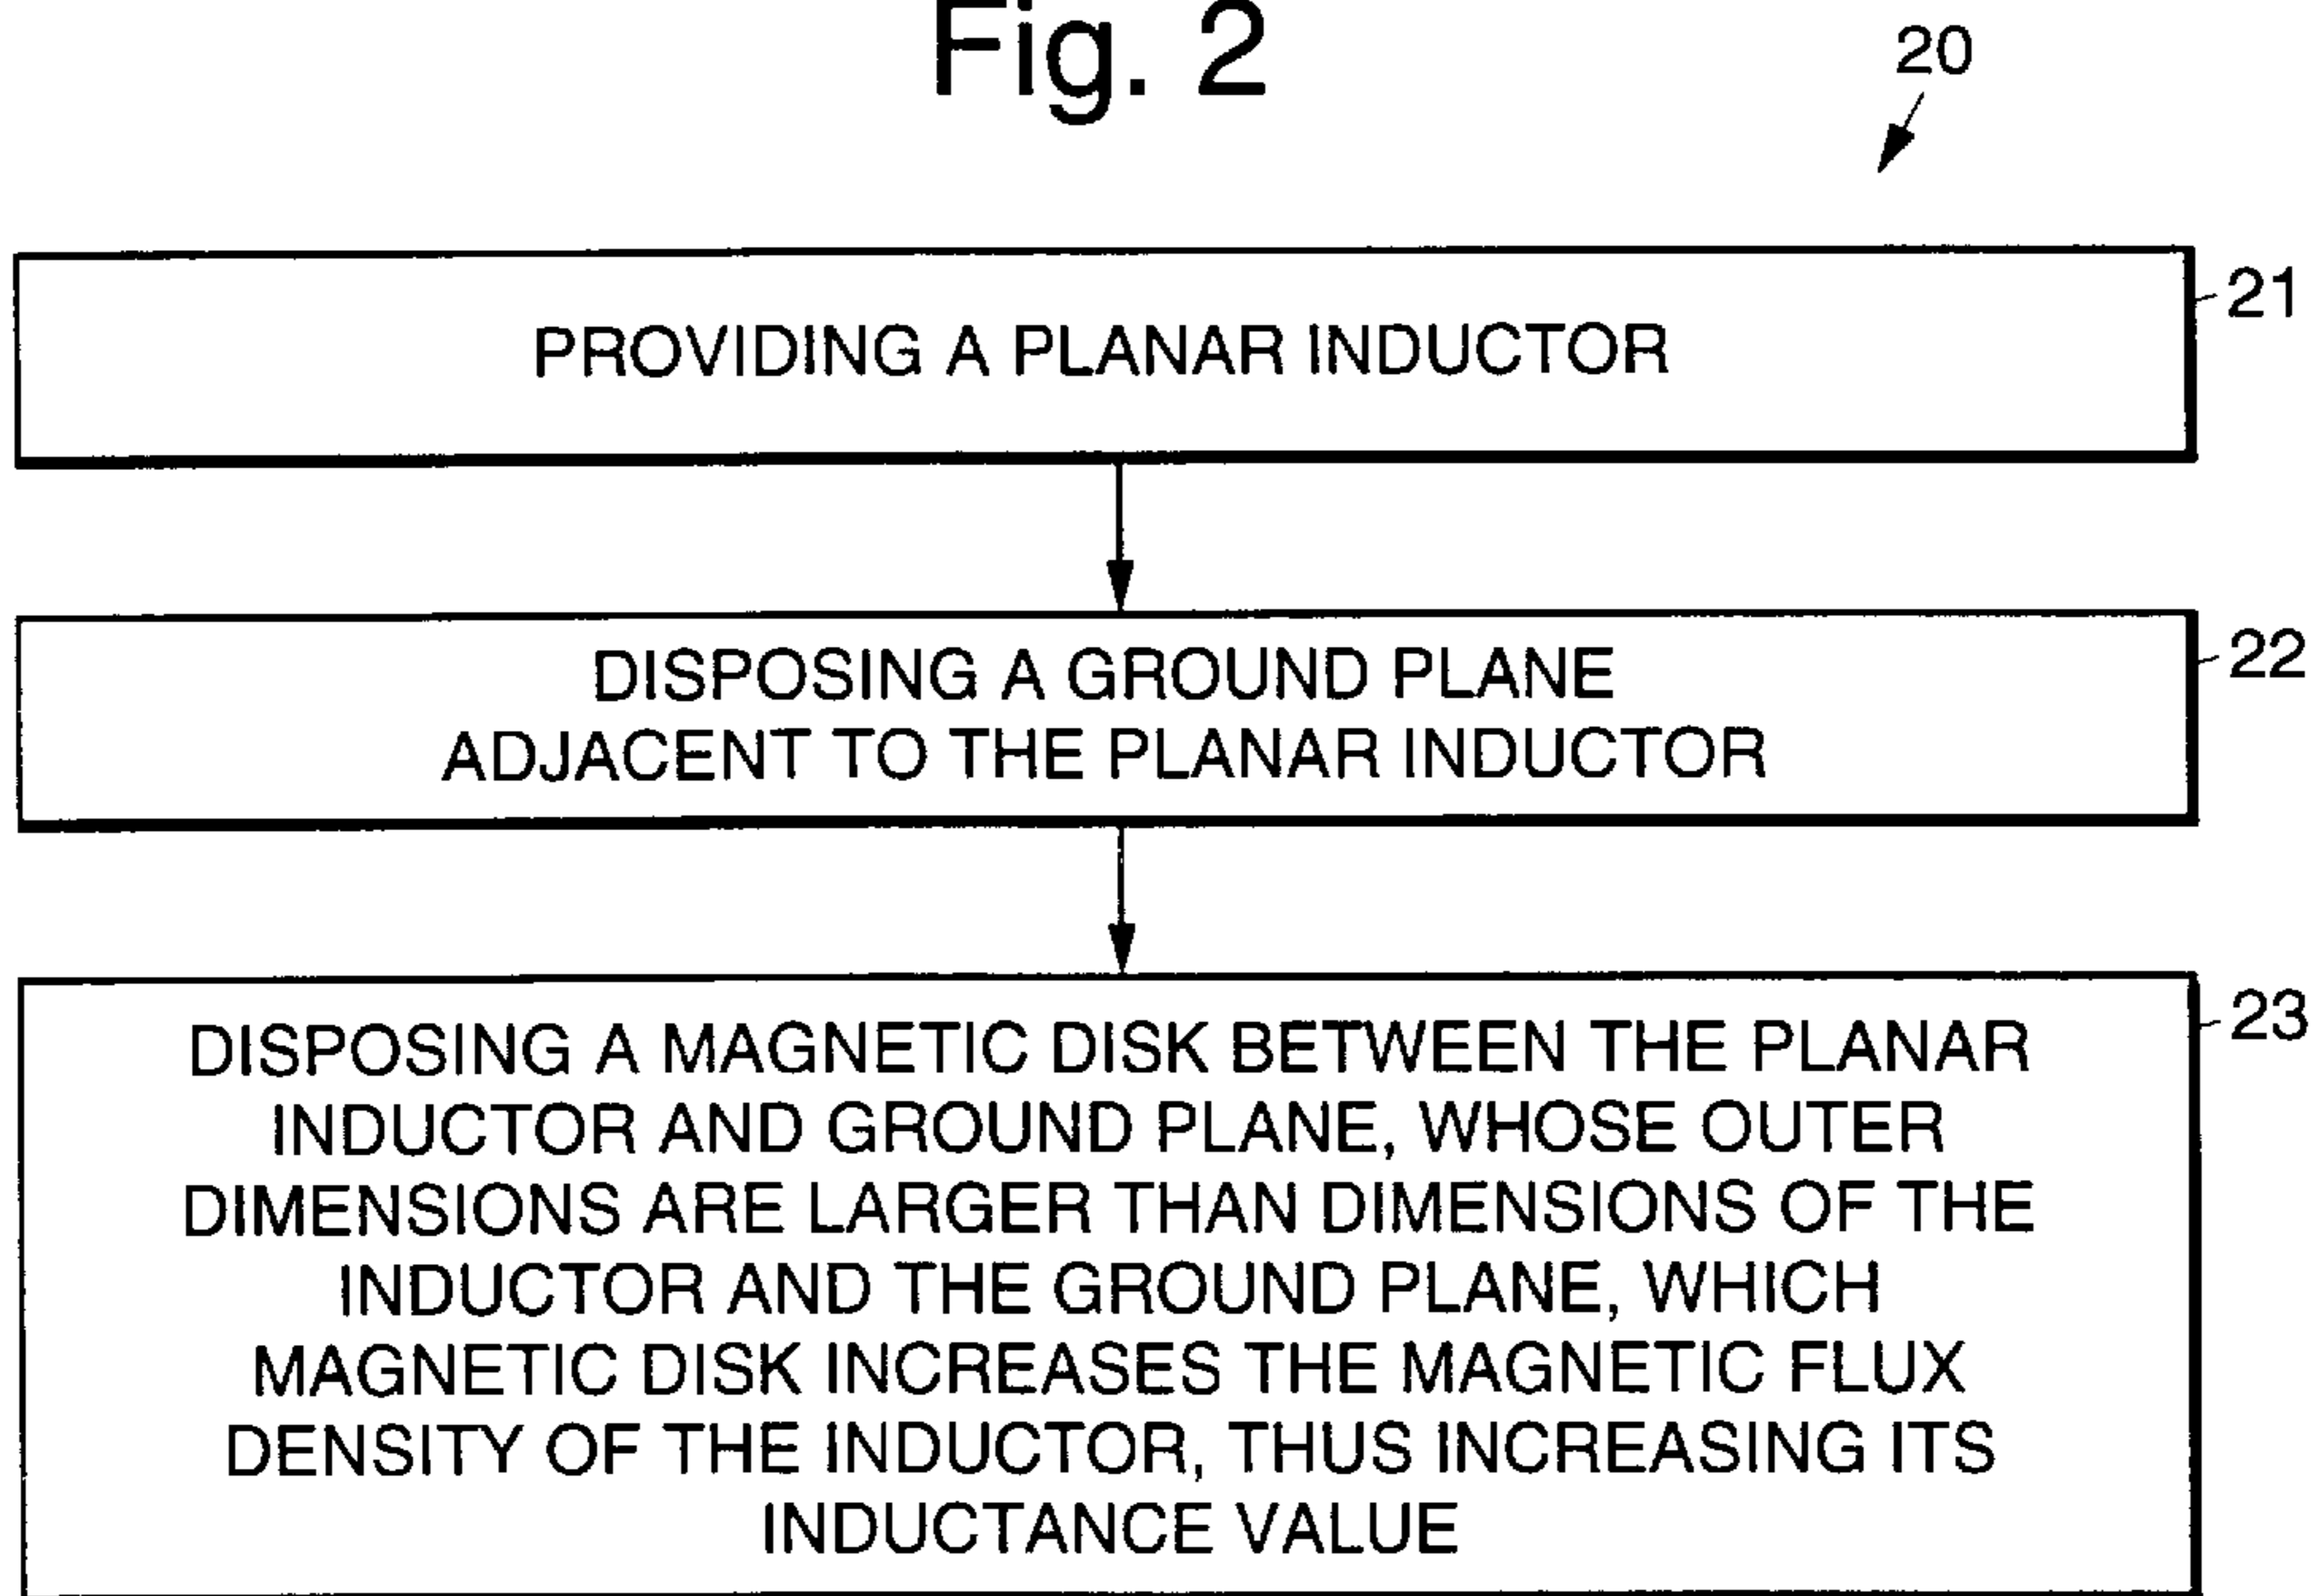 Fig. 2
20
21
PROVIDING A PLANAR INDUCTOR
22
DISPOSING A GROUND PLANE
ADJACENT TO THE PLANAR INDUCTOR
23
DISPOSING A MAGNETIC DISK BETWEEN THE PLANAR
INDUCTOR AND GROUND PLANE, WHOSE OUTER
DIMENSIONS ARE LARGER THAN DIMENSIONS OF THE
INDUCTOR AND THE GROUND PLANE, WHICH
MAGNETIC DISK INCREASES THE MAGNETIC FLUX
DENSITY OF THE INDUCTOR, THUS INCREASING ITS
INDUCTANCE VALUE